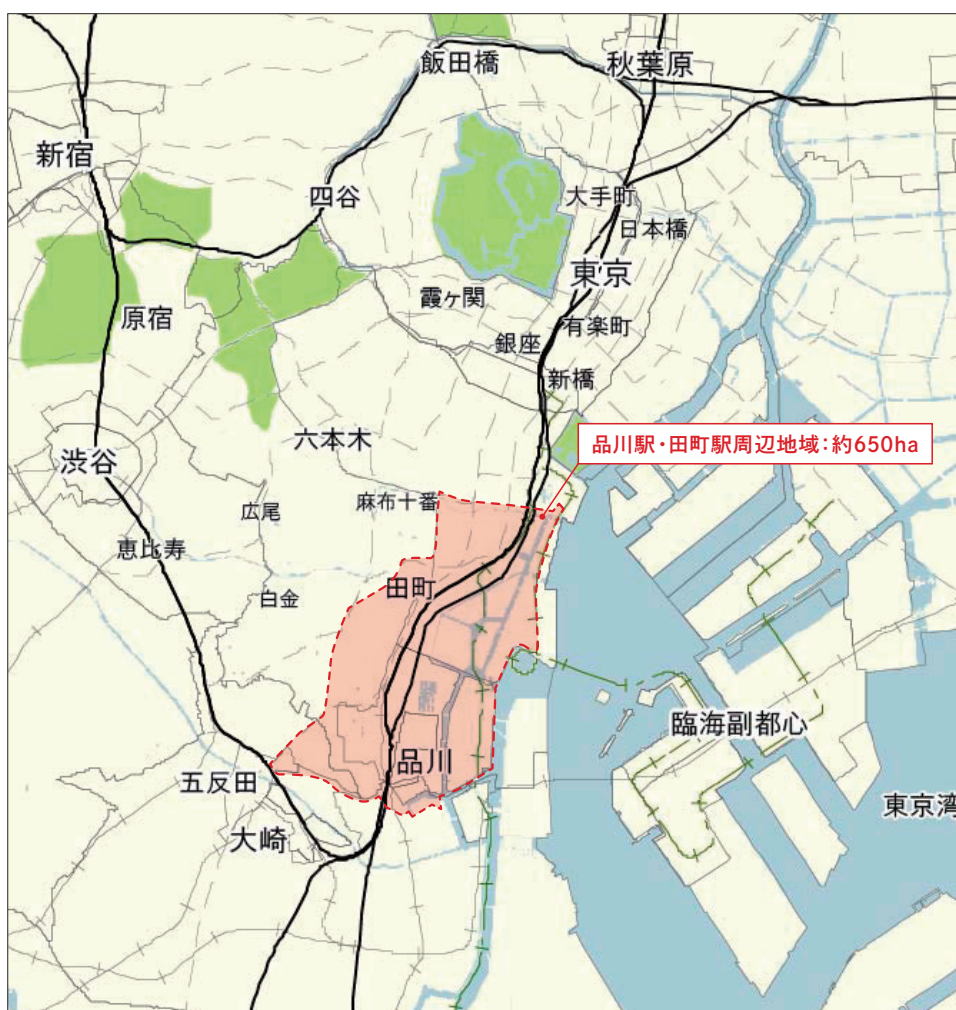 飯田橋
秋葉原
新宿
四谷
大手町
日本橋
東京
霞ヶ関
原宿
有楽町
銀座
新橋
六本木
品川駅・田町駅周辺地域：約650ha
渋谷
麻布十番
広尾
恵比寿
田町
白金
臨海副都心
品川
五反田
東京湾
大崎